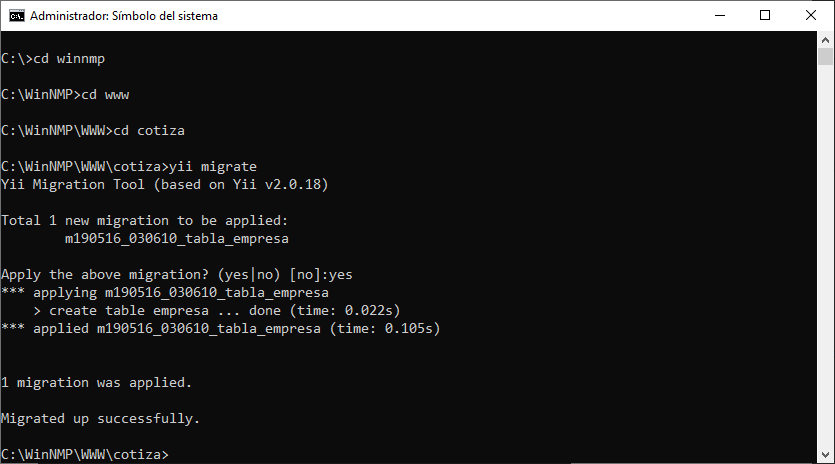 Administrador: Símbolo del sistema
C:\>cd winnmp
C:\WinNMP>cd www
C:\WinNMP\WWW>cd cotiza
C:\WinNMP\WWW\cotiza>yii migrate
Yii Migration Tool (based on Yii v2.0.18)
Total 1 new migration to be applied:
        m190516_030610_tabla_empresa
Apply the above migration? (yes|no) [no]:yes
*** applying m190516_030610_tabla_empresa
    > create table empresa ... done (time: 0.022s)
*** applied m190516_030610_tabla_empresa (time: 0.105s)
1 migration was applied.
Migrated up successfully.
C:\WinNMP\WWW\cotiza>